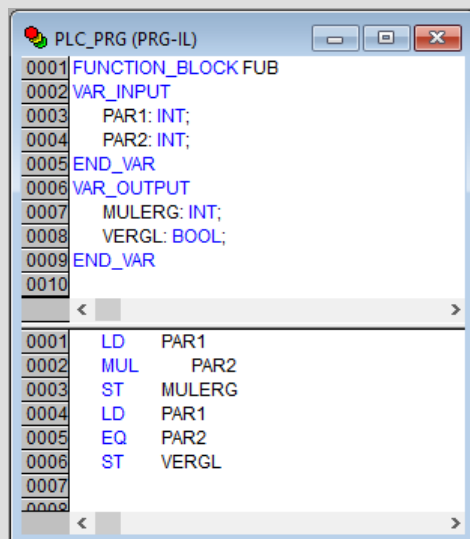 PLC_PRG (PRG-IL)
0001 FUNCTION_BLOCK FUB
0002 VAR_INPUT
0003 PAR1: INT;
0004 PAR2: INT;
0005 END_VAR
0006 VAR_OUTPUT
0007 MULERG: INT;
0008 VERGL: BOOL;
0009 END_VAR
0010
0001 LD PAR1
0002 MUL PAR2
0003 ST MULERG
0004 LD PAR1
0005 EQ PAR2
0006 ST VERGL
0007
0008